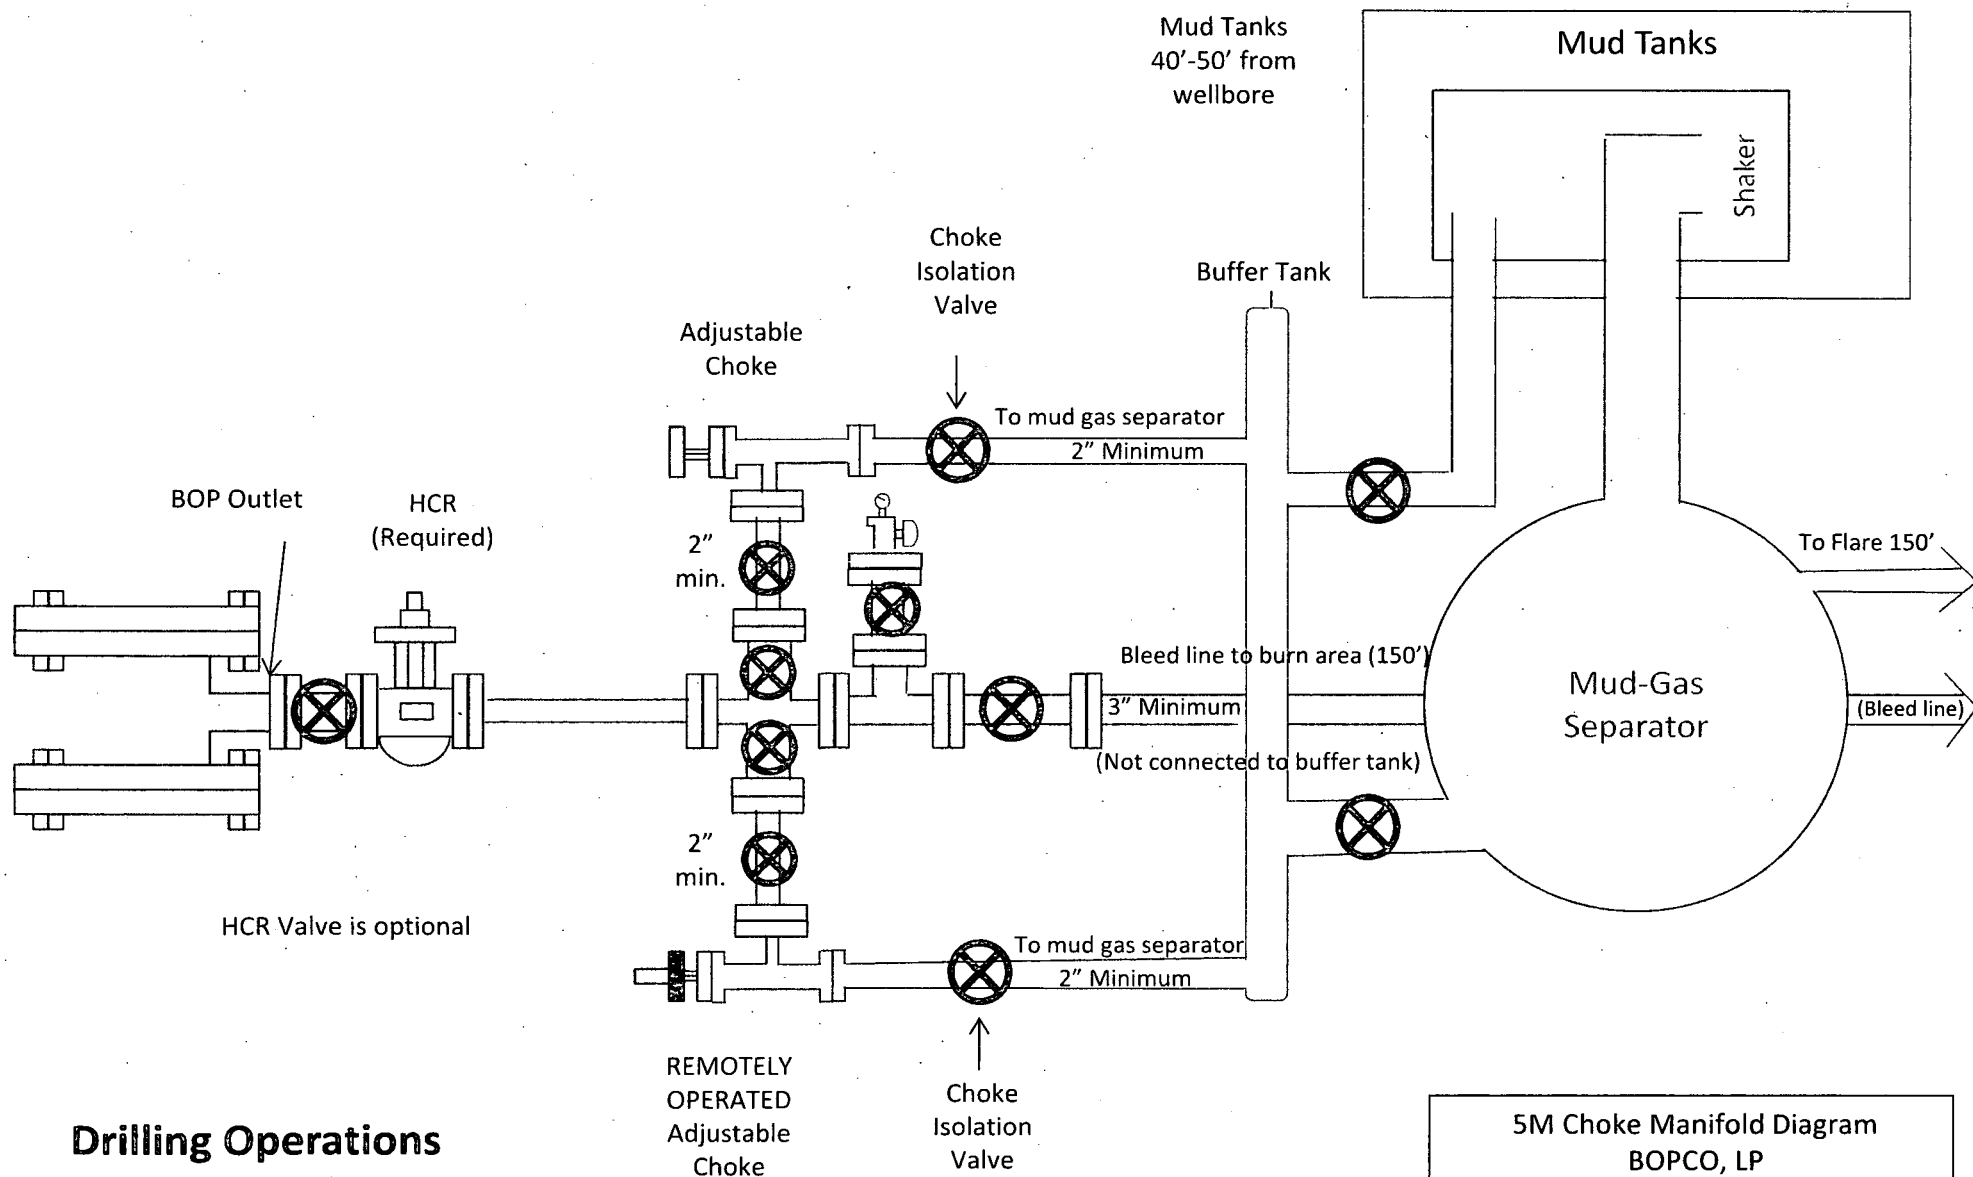 Mud Tanks
40'-50' from
wellbore
Mud Tanks
Shaker
Choke
Isolation
Valve
Buffer Tank
Adjustable
Choke
To mud gas separator
2" Minimum
BOP Outlet
HCR
(Required)
2"
min.
To Flare 150'
Bleed line to burn area (150')
3" Minimum
(Not connected to buffer tank)
Mud-Gas
Separator
(Bleed line)
2"
min.
HCR Valve is optional
To mud gas separator
2" Minimum
REMOTELY
OPERATED
Adjustable
Choke
Choke
Isolation
Valve
Drilling Operations
5M Choke Manifold Diagram
BOPCO, LP